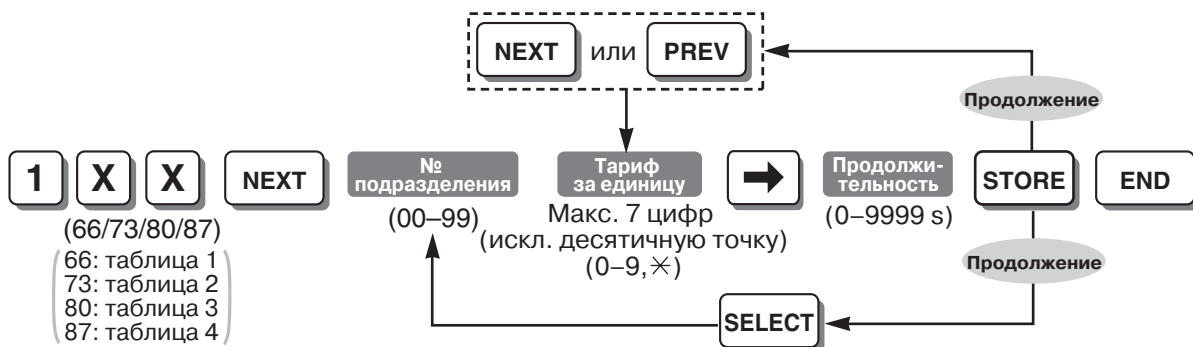 NEXT или PREV
Продолжение
1 X X NEXT № подразделения Тариф за единицу ➡ Продолжи-тельность STORE END
(66/73/80/87)
66: таблица 1
73: таблица 2
80: таблица 3
87: таблица 4
(00–99)
Макс. 7 цифр
(искл. десятичную точку)
(0–9,✳)
(0–9999 s)
Продолжение
SELECT